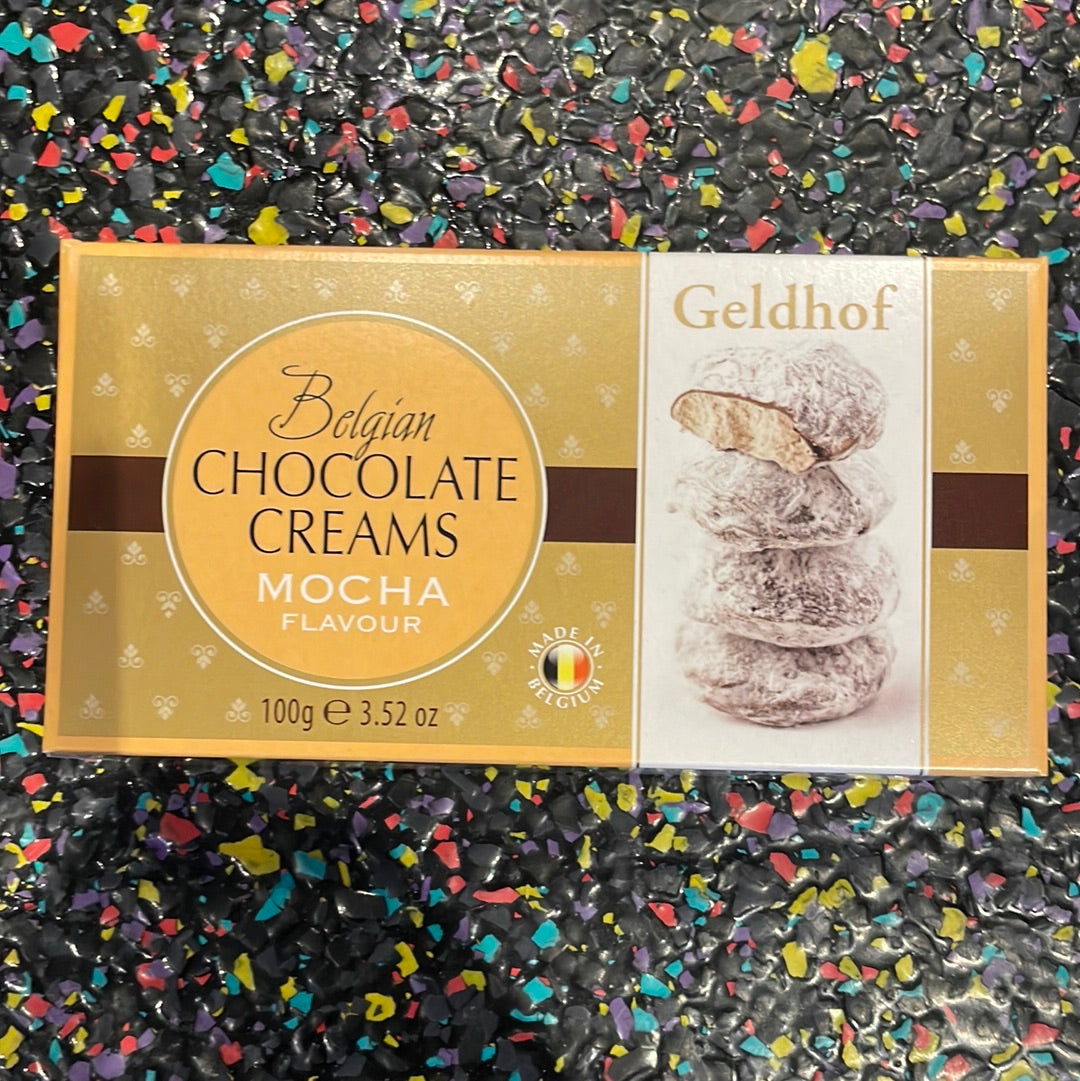 Belgian
CHOCOLATE
CREAMS
MOCHA
FLAVOUR
100g ℮ 3.52 oz
MADE IN
BELGIUM
Geldhof